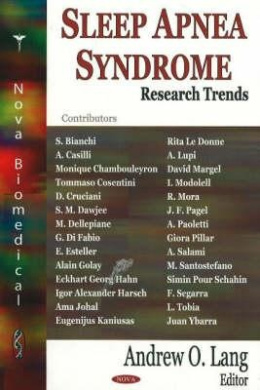 SLEEP APNEA
SYNDROME
Research Trends
Contributors
S. Bianchi
A. Casilli
Monique Chambouleyron
Tommaso Cosentini
D. Cruciani
S. M. Dawjee
M. Dellepiane
G. Di Fabio
E. Esteller
Alain Golay
Eckhart Georg Hahn
Igor Alexander Harsch
Ama Johal
Eugenijus Kaniusas
Rita Le Donne
A. Lupi
David Margel
I. Modolell
R. Mora
J. F. Pagel
A. Paoletti
Giora Pillar
A. Salami
M. Santostefano
Simin Pour Sehahin
F. Segarra
L. Tobia
Juan Ybarra
Andrew O. Lang
Editor
Nova Biomedical
NOVA